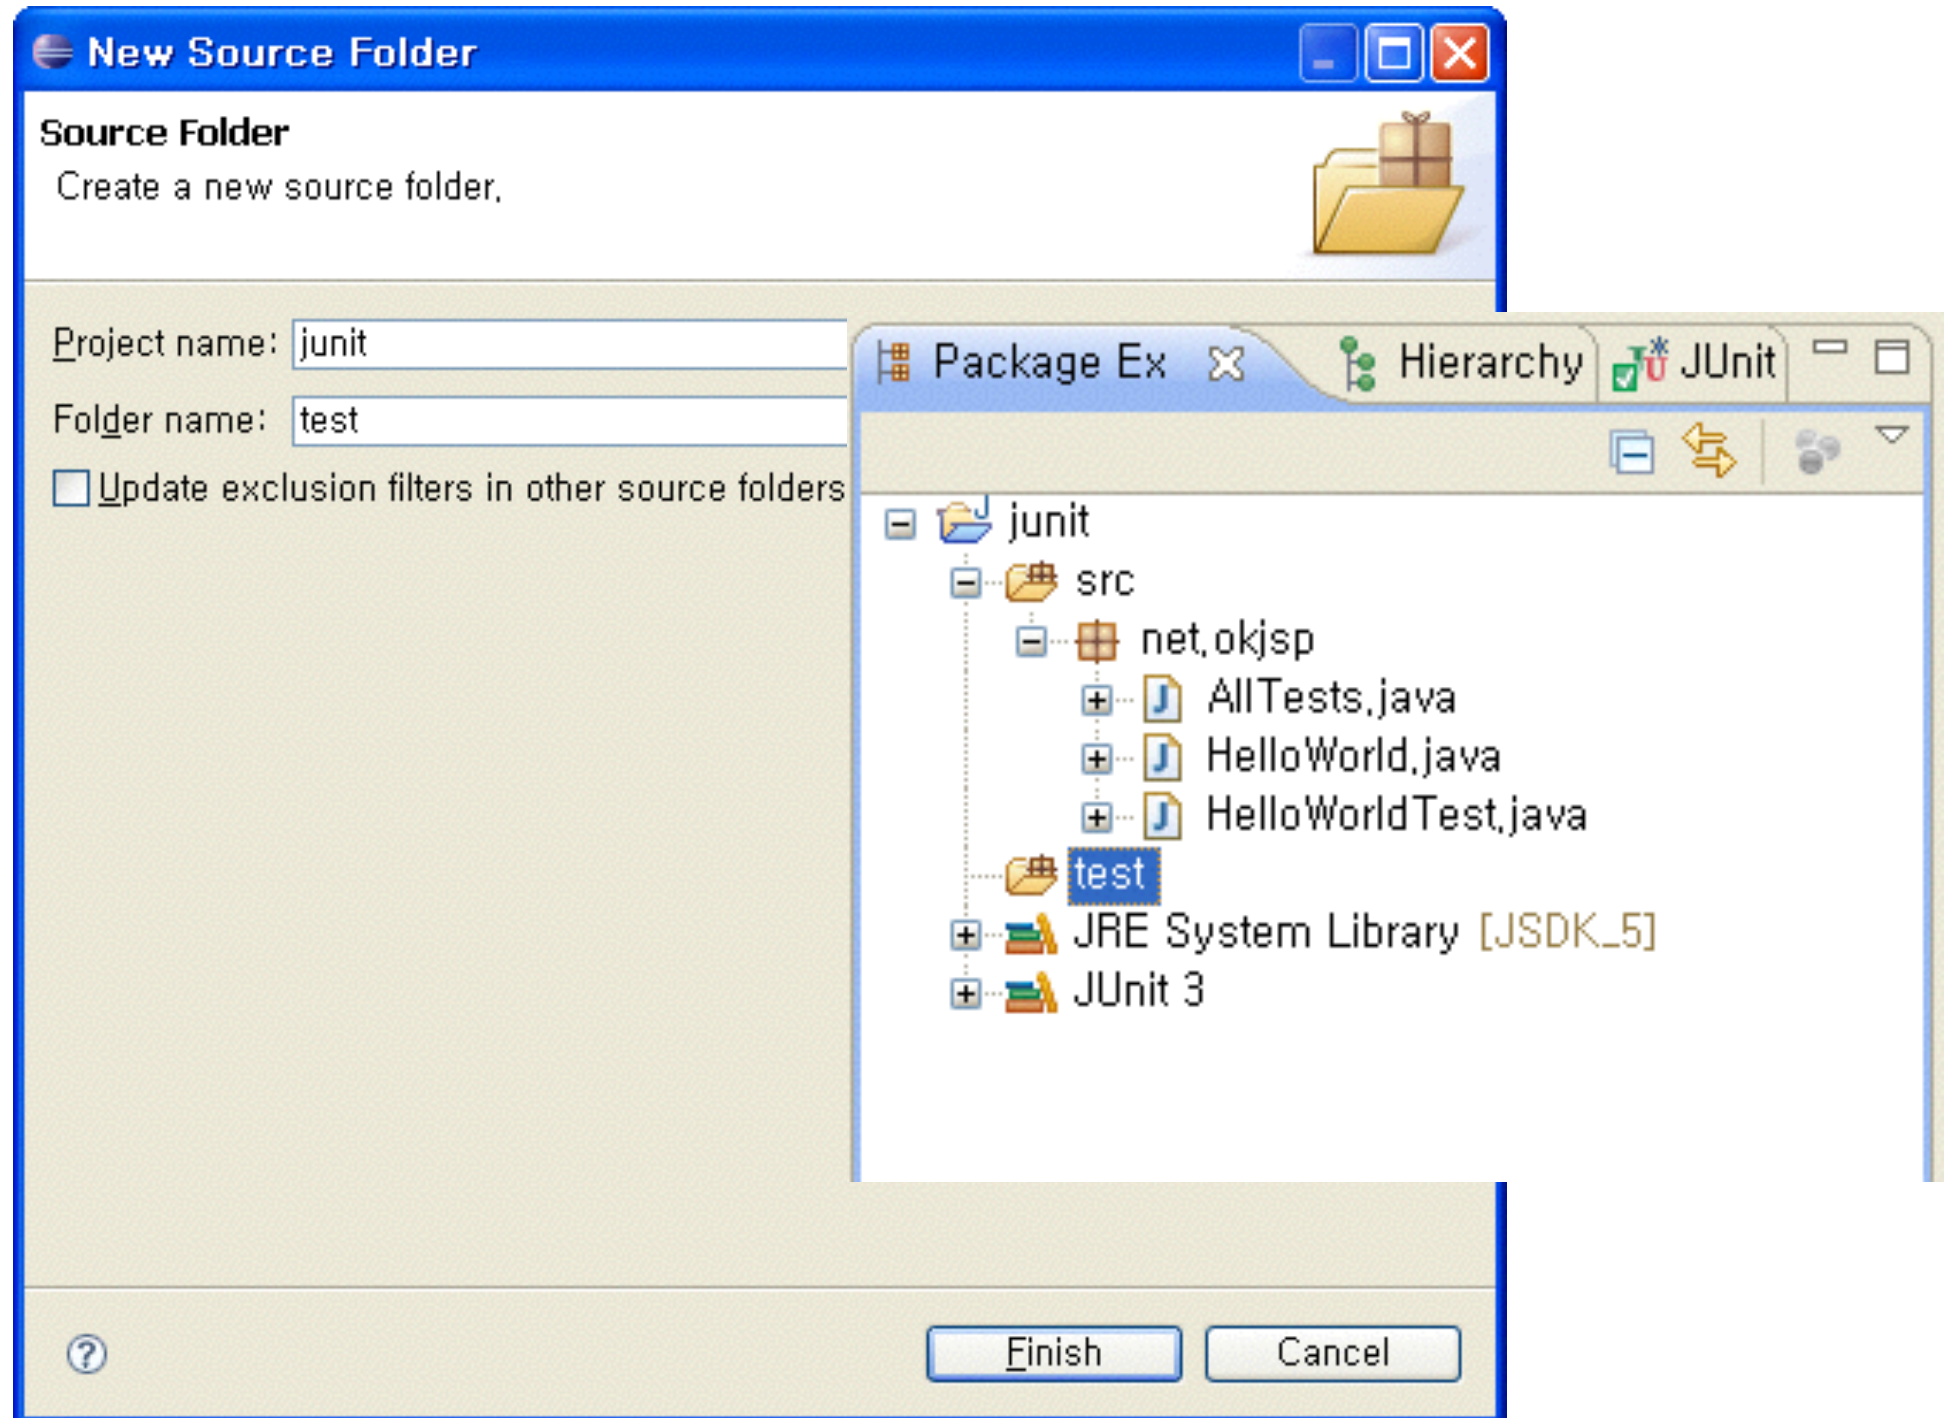 New Source Folder
Source Folder
Create a new source folder.
Project name: junit
Folder name: test
Update exclusion filters in other source folders
Package Ex Hierarchy JUnit
junit
src
net.okjsp
AllTests.java
HelloWorld.java
HelloWorldTest.java
test
JRE System Library [JSDK_5]
JUnit 3
Finish Cancel